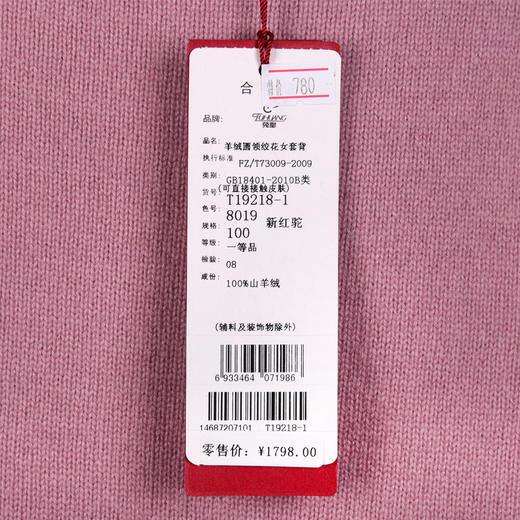 特价 780
合
品牌: TUHUANG
兔皇
品名: 羊绒圆领绞花女套背
执行标准 FZ/T73009-2009
类别: GB18401-2010B类
(可直接接触皮肤)
货号: T19218-1
色号: 8019 新红驼
规格: 100
等级: 一等品
检验: 08
成份: 100%山羊绒
(辅料及装饰物除外)
6 933464 071986
14687207101 T19218-1
零售价: ¥1798.00